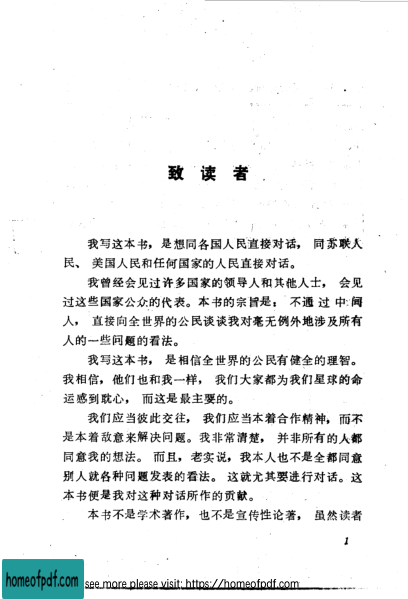 致读者
我写这本书，是想同各国人民直接对话，同苏联人
民、美国人民和任何国家的人民直接对话。
我曾经会见过许多国家的领导人和其他人士，会见
过这些国家公众的代表。本书的宗旨是：不通过中间
人，直接向全世界的公民谈谈我对毫无例外地涉及所有
人的一些问题的看法。
我写这本书，是相信全世界的公民有健全的理智。
我相信，他们也和我一样，我们大家都为我们星球的命
运感到耽心，而这是最主要的。
我们应当彼此交往，我们应当本着合作精神，而不
是本着敌意来解决问题。我非常清楚，并非所有的人都
同意我的想法。而且，老实说，我本人也不是全都同意
别人就各种问题发表的看法。这就尤其要进行对话。这
本书便是我对这种对话所作的贡献。
本书不是学术著作，也不是宣传性论著，虽然读者
1
homeofpdf.com
see more please visit: https://homeofpdf.com